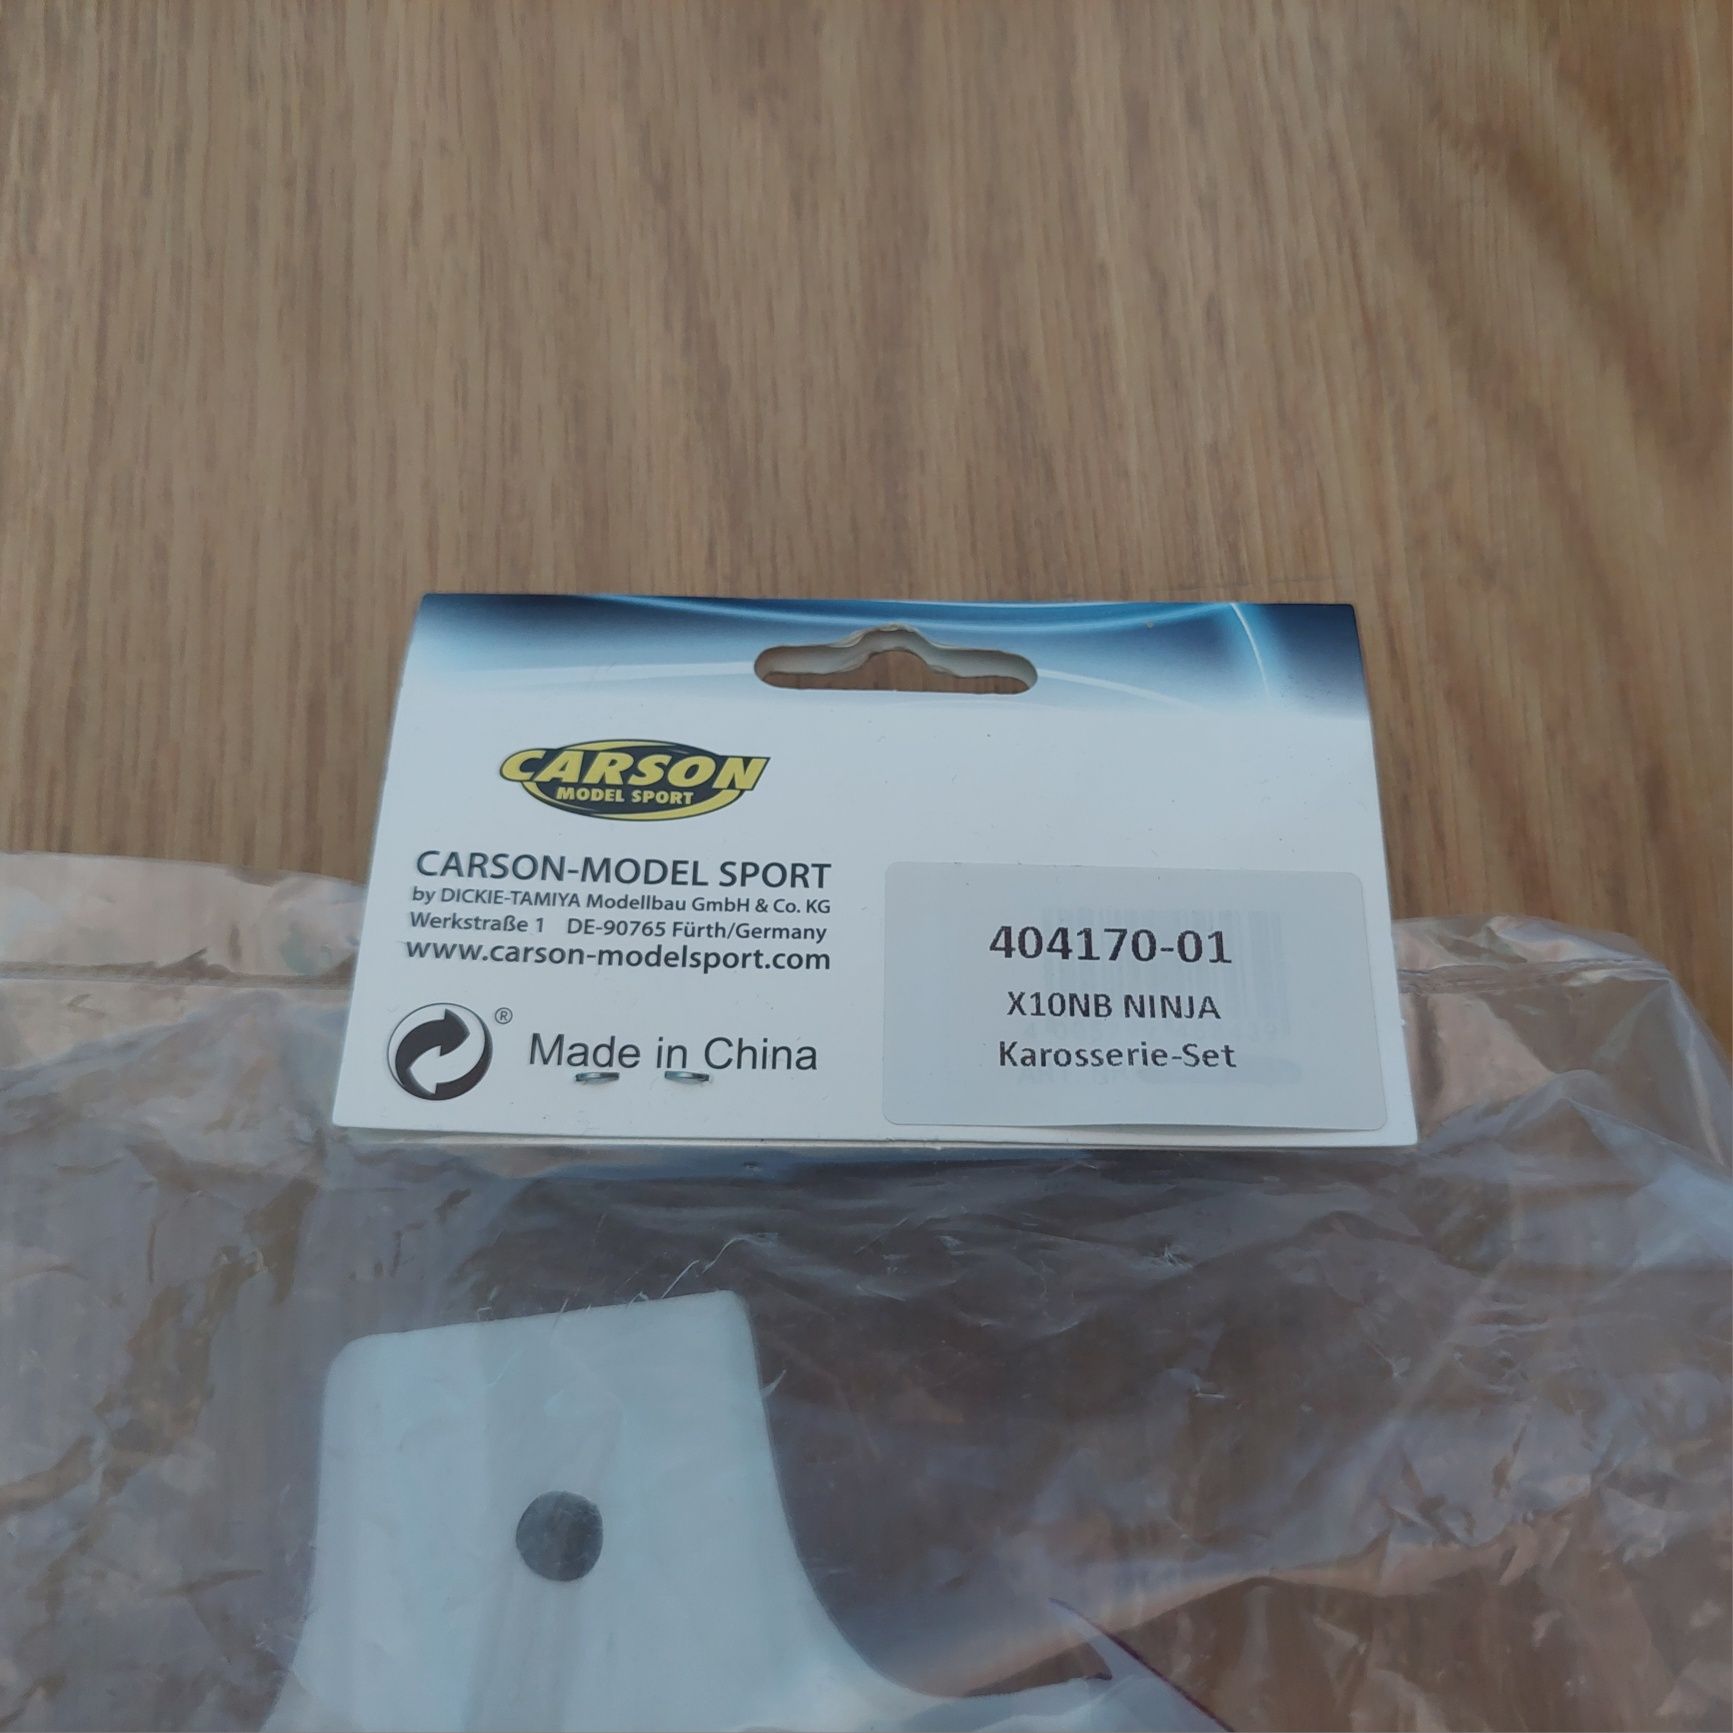 CARSON
MODEL SPORT
CARSON-MODEL SPORT
by DICKIE-TAMIYA Modellbau GmbH & Co. KG
Werkstraße 1 DE-90765 Fürth/Germany
www.carson-modelsport.com
® Made in China
404170-01
X10NB NINJA
Karosserie-Set